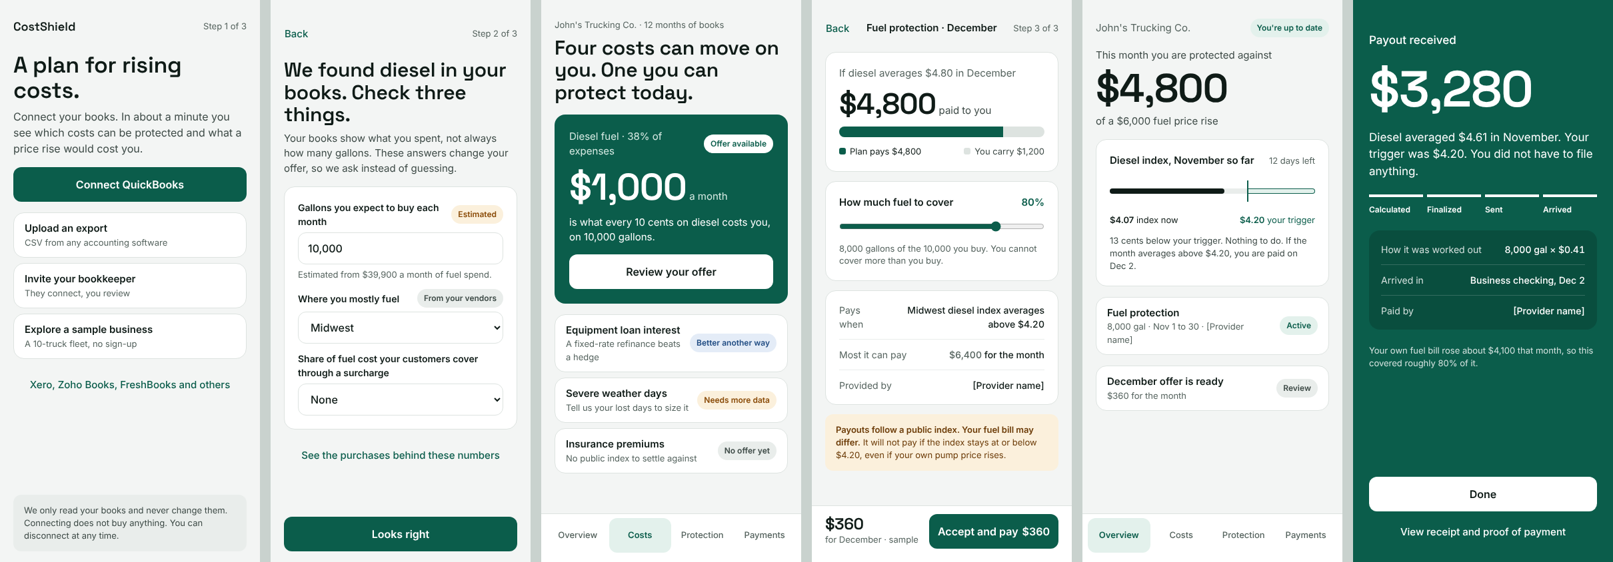 CostShield
Step 1 of 3
A plan for rising
costs.
Connect your books. In about a minute you
see which costs can be protected and what a
price rise would cost you.
Connect QuickBooks
Upload an export
CSV from any accounting software
Invite your bookkeeper
They connect, you review
Explore a sample business
A 10-truck fleet, no sign-up
Xero, Zoho Books, FreshBooks and others
We only read your books and never change them.
Connecting does not buy anything. You can
disconnect at any time.
Back
Step 2 of 3
We found diesel in your
books. Check three
things.
Your books show what you spent, not always
how many gallons. These answers change your
offer, so we ask instead of guessing.
Gallons you expect to buy each
month
Estimated
10,000
Estimated from $39,900 a month of fuel spend.
Where you mostly fuel
From your vendors
Midwest
Share of fuel cost your customers cover
through a surcharge
None
See the purchases behind these numbers
Looks right
John's Trucking Co. · 12 months of books
Four costs can move on
you. One you can
protect today.
Diesel fuel · 38% of
expenses
Offer available
$1,000 a month
is what every 10 cents on diesel costs you,
on 10,000 gallons.
Review your offer
Equipment loan interest
A fixed-rate refinance beats
a hedge
Better another way
Severe weather days
Tell us your lost days to size it
Needs more data
Insurance premiums
No public index to settle against
No offer yet
Overview
Costs
Protection
Payments
Back
Fuel protection · December
Step 3 of 3
If diesel averages $4.80 in December
$4,800 paid to you
Plan pays $4,800
You carry $1,200
How much fuel to cover
80%
8,000 gallons of the 10,000 you buy. You cannot
cover more than you buy.
Pays
when
Midwest diesel index averages
above $4.20
Most it can pay
$6,400 for the month
Provided by
[Provider name]
Payouts follow a public index. Your fuel bill may
differ. It will not pay if the index stays at or below
$4.20, even if your own pump price rises.
$360
for December · sample
Accept and pay $360
John's Trucking Co.
You're up to date
This month you are protected against
$4,800
of a $6,000 fuel price rise
Diesel index, November so far
12 days left
$4.07 index now
$4.20 your trigger
13 cents below your trigger. Nothing to do. If the
month averages above $4.20, you are paid on
Dec 2.
Fuel protection
8,000 gal · Nov 1 to 30 · [Provider
name]
Active
December offer is ready
$360 for the month
Review
Overview
Costs
Protection
Payments
Payout received
$3,280
Diesel averaged $4.61 in November. Your
trigger was $4.20. You did not have to file
anything.
Calculated
Finalized
Sent
Arrived
How it was worked out
8,000 gal × $0.41
Arrived in
Business checking, Dec 2
Paid by
[Provider name]
Your own fuel bill rose about $4,100 that month, so this
covered roughly 80% of it.
Done
View receipt and proof of payment